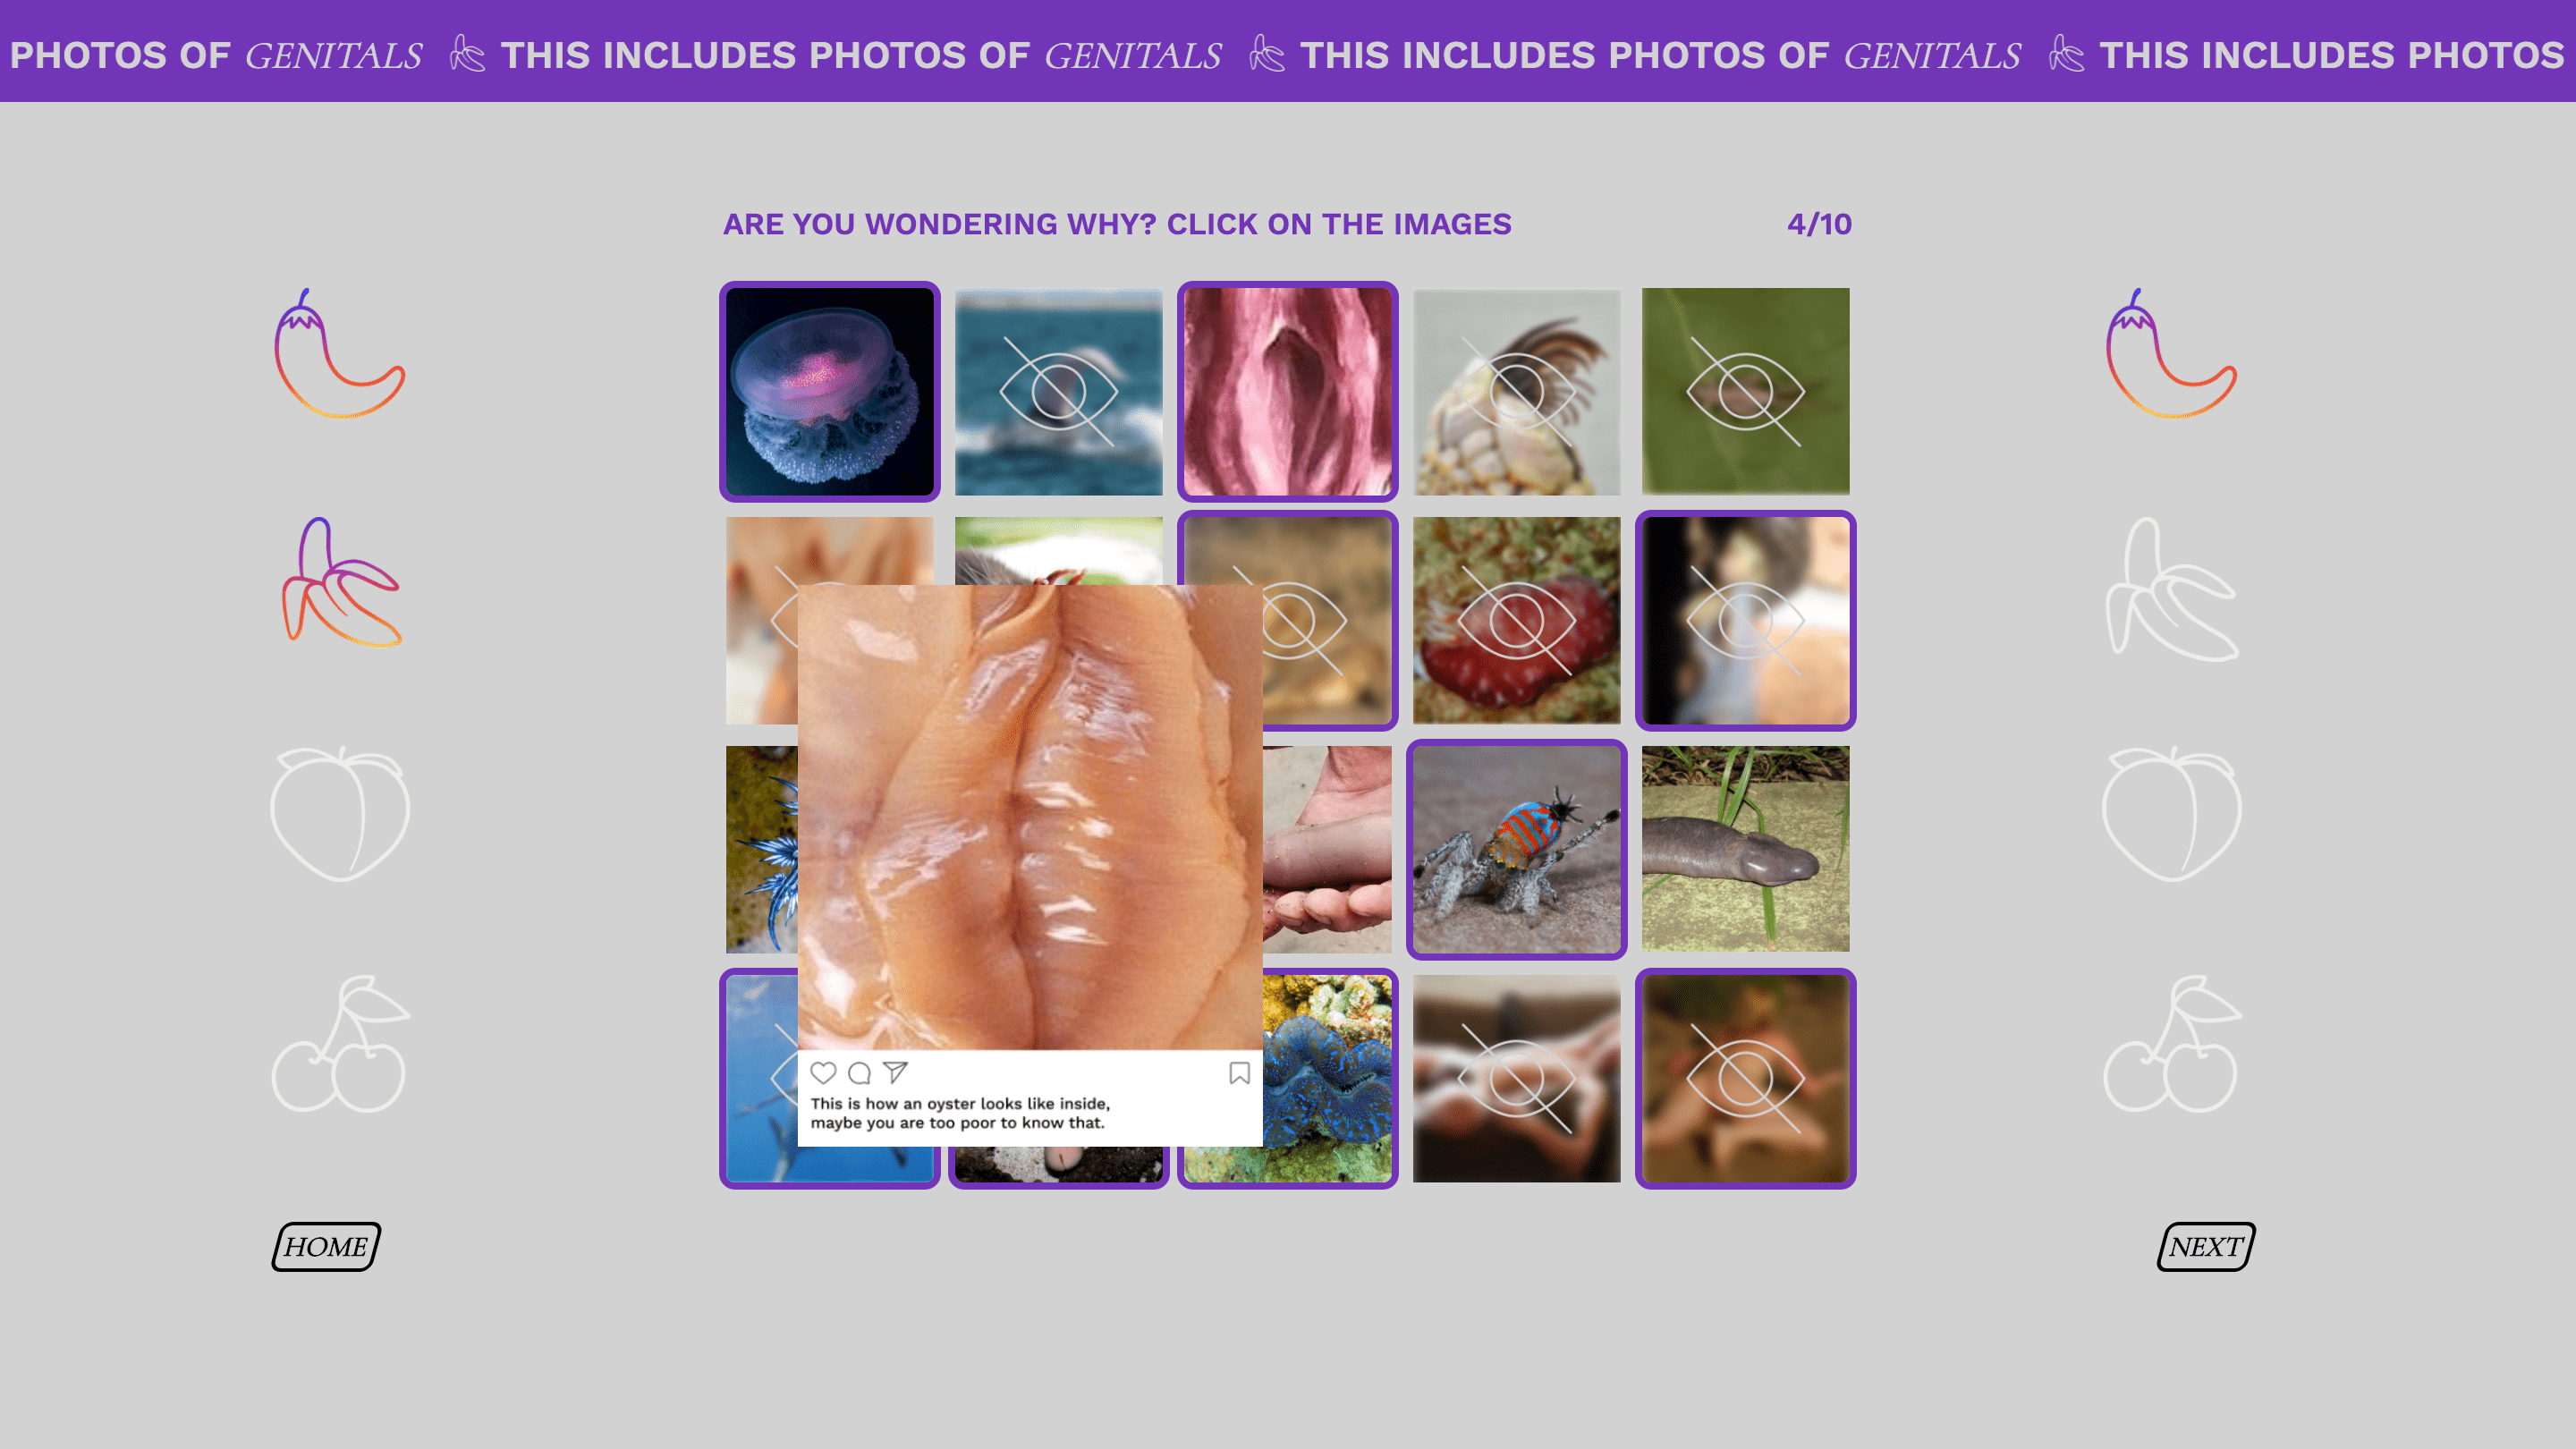 PHOTOS OF GENITALS THIS INCLUDES PHOTOS OF GENITALS THIS INCLUDES PHOTOS OF GENITALS THIS INCLUDES PHOTOS
ARE YOU WONDERING WHY? CLICK ON THE IMAGES 4/10
This is how an oyster looks like inside,
maybe you are too poor to know that.
HOME NEXT